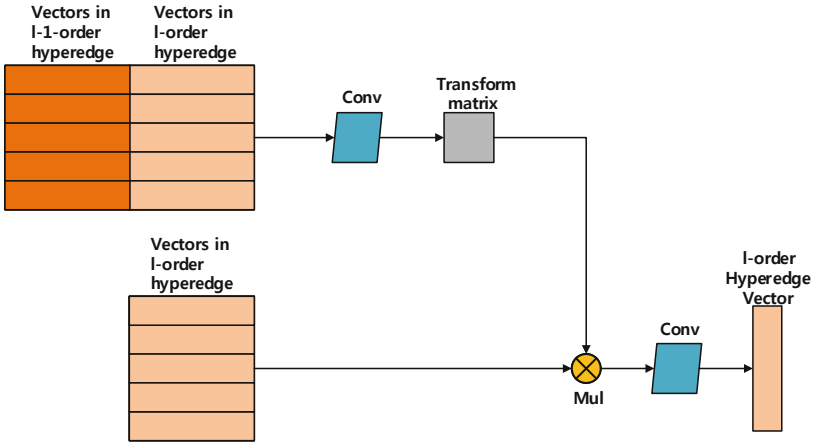 Vectors in
l-1-order
hyperedge
Vectors in
l-order
hyperedge
Conv
Transform
matrix
Vectors in
l-order
hyperedge
l-order
Hyperedge
Vector
Conv
Mul